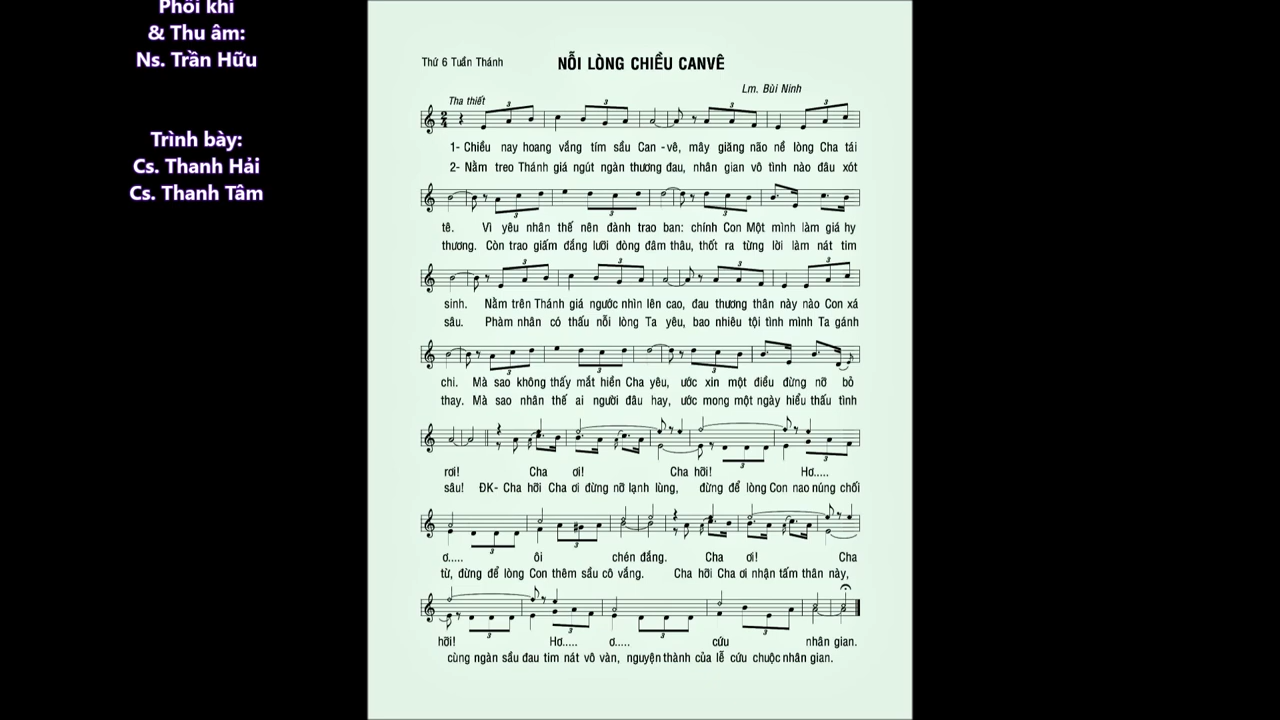 Phối khí
& Thu âm:
Ns. Trần Hữu
Trình bày:
Cs. Thanh Hải
Cs. Thanh Tâm
Thứ 6 Tuần Thánh
NỖI LÒNG CHIỀU CANVÊ
Lm. Bùi Ninh
Tha thiết
1- Chiều nay hoang vắng tím sầu Can -vê, mây giăng não nề lòng Cha tái
2- Nằm treo Thánh giá ngút ngàn thương đau, nhân gian vô tình nào đâu xót
tê. Vì yêu nhân thế nên đành trao ban: chính Con Một mình làm giá hy
thương. Còn trao giấm đắng lưỡi đòng đâm thâu, thốt ra từng lời làm nát tim
sinh. Nằm trên Thánh giá ngước nhìn lên cao, đau thương thân này nào Con xá
sâu. Phàm nhân có thấu nỗi lòng Ta yêu, bao nhiêu tội tình mình Ta gánh
chi. Mà sao không thấy mắt hiền Cha yêu, ước xin một điều đừng nỡ bỏ
thay. Mà sao nhân thế ai người đâu hay, ước mong một ngày hiểu thấu tình
rơi! Cha ơi! Cha hỡi! Hơ.....
sâu! ĐK- Cha hỡi Cha ơi đừng nỡ lạnh lùng, đừng để lòng Con nao núng chối
ơ..... ôi chén đắng. Cha ơi! Cha
từ, đừng để lòng Con thêm sầu cô vắng. Cha hỡi Cha ơi nhận tấm thân này,
hỡi! Hơ..... ơ..... cứu nhân gian.
cùng ngàn sầu đau tim nát vô vàn, nguyện thành của lễ cứu chuộc nhân gian.